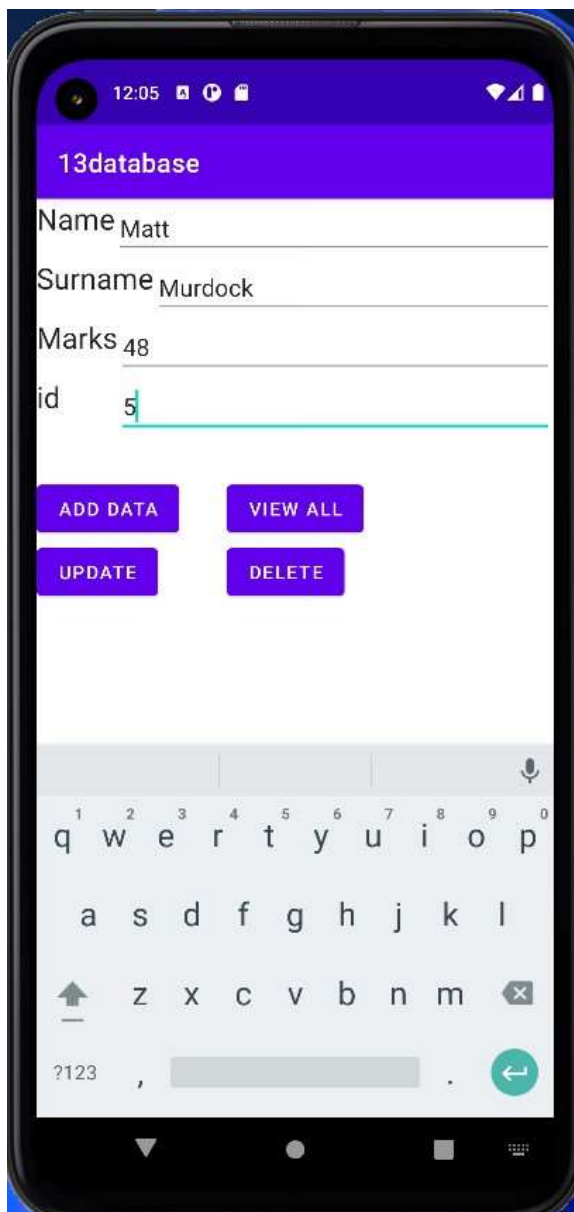 12:05
13database
Name Matt
Surname Murdock
Marks 48
id 5
ADD DATA VIEW ALL
UPDATE DELETE
1 2 3 4 5 6 7 8 9 0
q w e r t y u i o p
a s d f g h j k l
z x c v b n m
?123 , .